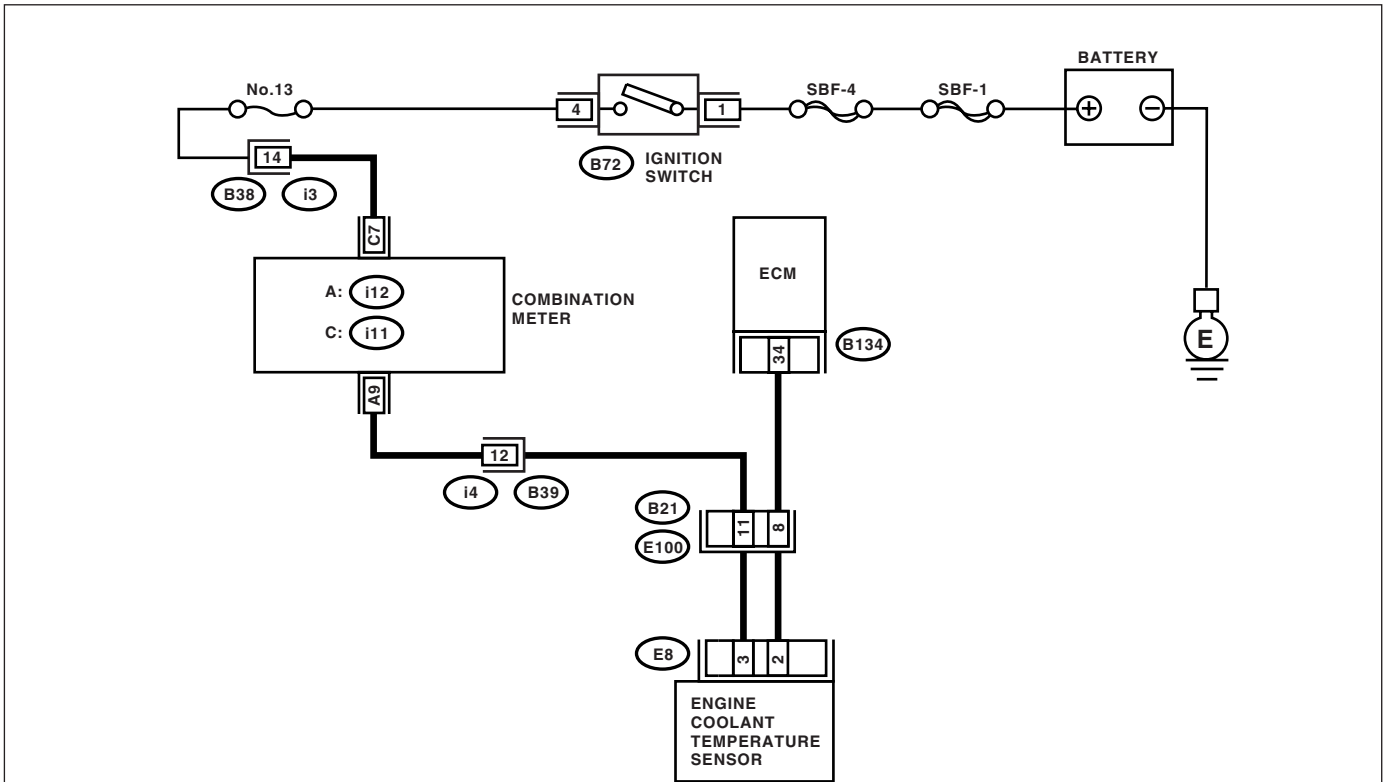 BATTERY
No.13
SBF-4
SBF-1
4
1
+
−
B72
IGNITION
SWITCH
14
B38
i3
C7
ECM
A: i12
C: i11
COMBINATION
METER
E
34
B134
A9
12
i4
B39
B21
11
8
E100
E8
3
2
ENGINE
COOLANT
TEMPERATURE
SENSOR